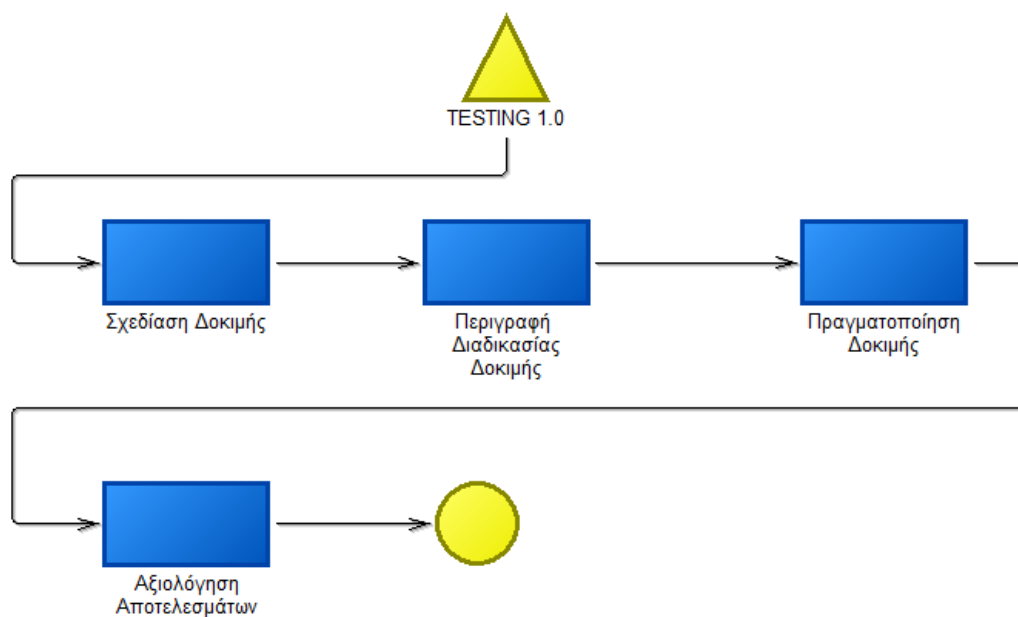 TESTING 1.0
Σχεδίαση Δοκιμής
Περιγραφή
Διαδικασίας
Δοκιμής
Πραγματοποίηση
Δοκιμής
Αξιολόγηση
Αποτελεσμάτων